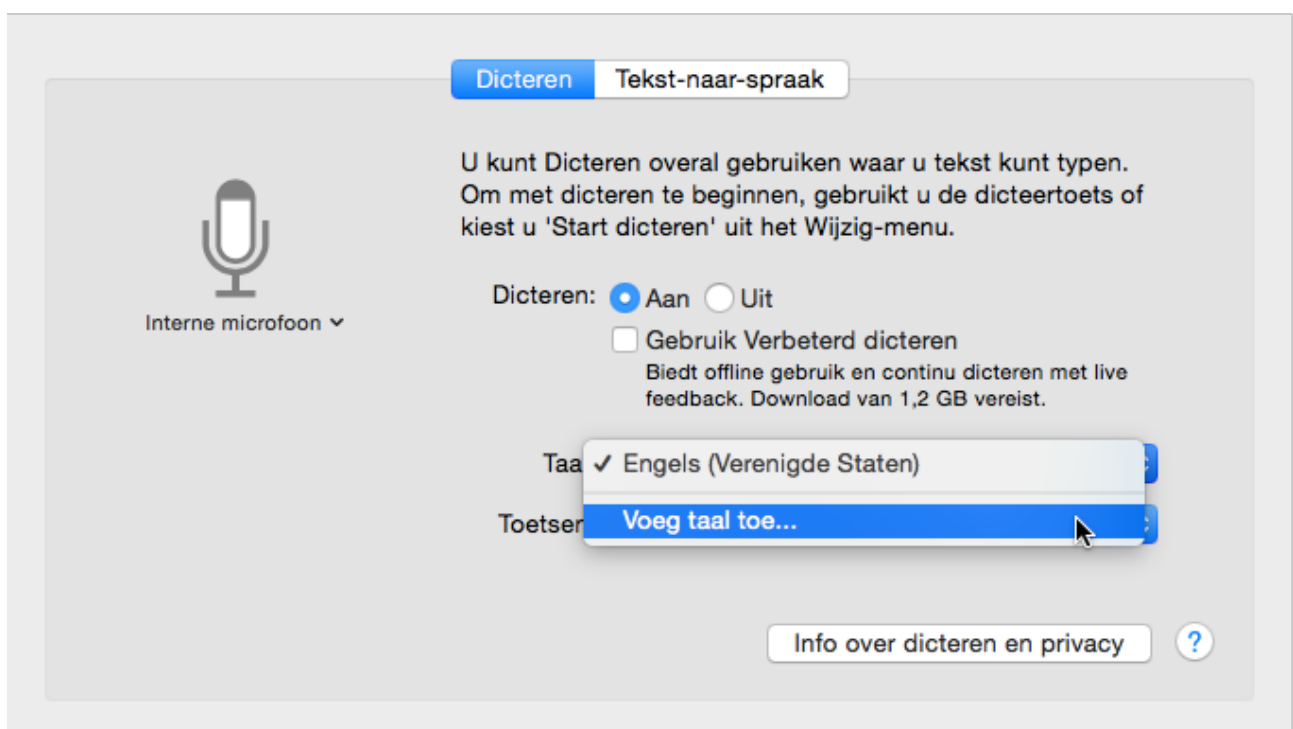 Dicteren Tekst-naar-spraak
U kunt Dicteren overal gebruiken waar u tekst kunt typen.
Om met dicteren te beginnen, gebruikt u de dicteertoets of
kiest u 'Start dicteren' uit het Wijzig-menu.
Interne microfoon
Dicteren: Aan Uit
Gebruik Verbeterd dicteren
Biedt offline gebruik en continu dicteren met live
feedback. Download van 1,2 GB vereist.
Taa ✓ Engels (Verenigde Staten)
Toetser Voeg taal toe...
Info over dicteren en privacy ?